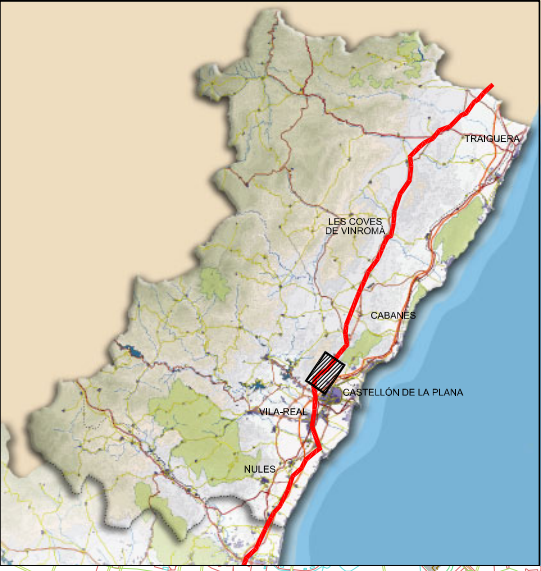 TRAIGUERA
LES COVES
DE VINROMÀ
CABANES
CASTELLÓN DE LA PLANA
VILA-REAL
NULES